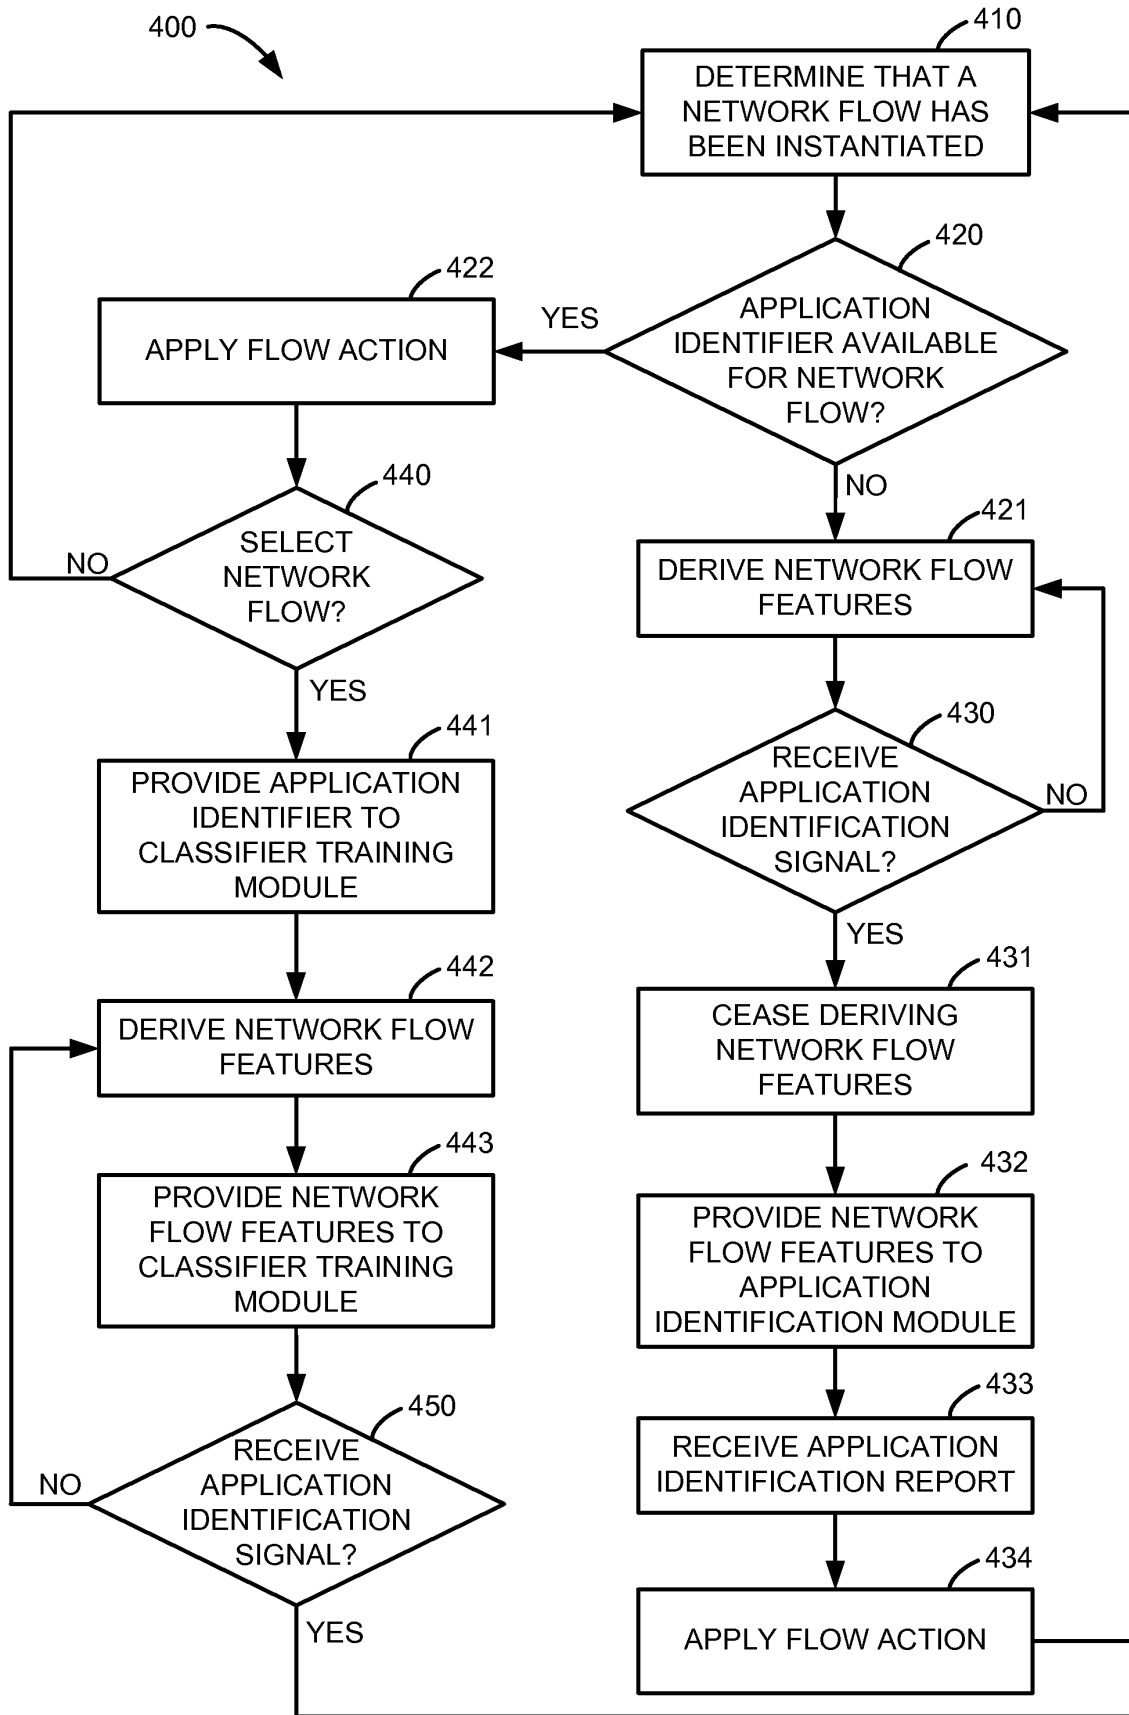 400
410
DETERMINE THAT A
NETWORK FLOW HAS
BEEN INSTANTIATED
420
APPLICATION
IDENTIFIER AVAILABLE
FOR NETWORK
FLOW?
YES
NO
422
APPLY FLOW ACTION
440
SELECT
NETWORK
FLOW?
NO
YES
441
PROVIDE APPLICATION
IDENTIFIER TO
CLASSIFIER TRAINING
MODULE
442
DERIVE NETWORK FLOW
FEATURES
443
PROVIDE NETWORK
FLOW FEATURES TO
CLASSIFIER TRAINING
MODULE
450
RECEIVE
APPLICATION
IDENTIFICATION
SIGNAL?
NO
YES
421
DERIVE NETWORK FLOW
FEATURES
430
RECEIVE
APPLICATION
IDENTIFICATION
SIGNAL?
NO
YES
431
CEASE DERIVING
NETWORK FLOW
FEATURES
432
PROVIDE NETWORK
FLOW FEATURES TO
APPLICATION
IDENTIFICATION MODULE
433
RECEIVE APPLICATION
IDENTIFICATION REPORT
434
APPLY FLOW ACTION